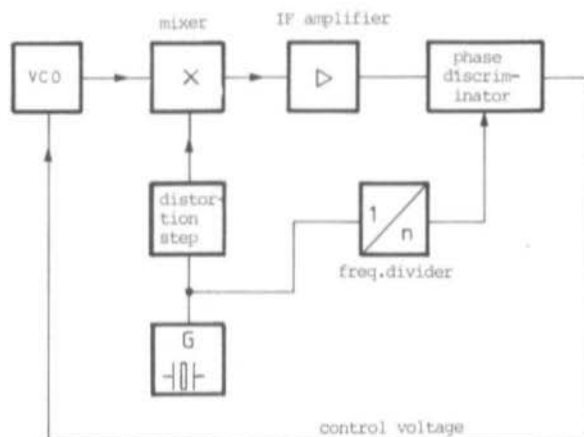 mixer
IF amplifier
VCO
×
phase
discrim-
inator
distor-
tion
step
1
n
freq.divider
G
control voltage